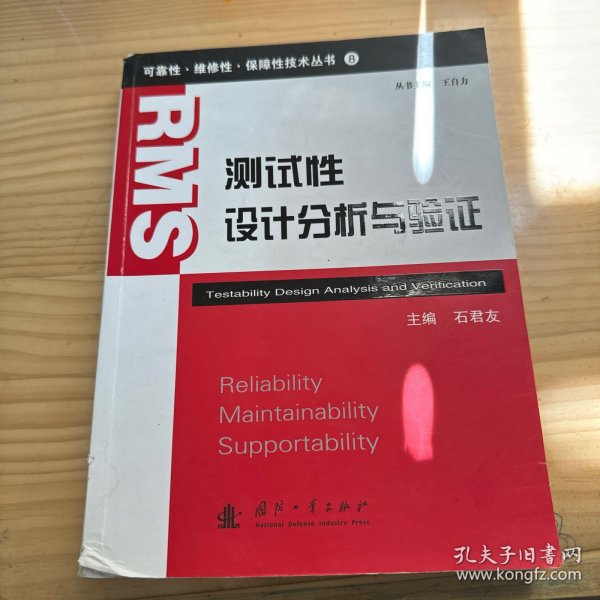 可靠性·维修性·保障性技术丛书 8
丛书主编 王自力
RMS
测试性
设计分析与验证
Testability Design Analysis and Verification
主编 石君友
Reliability
Maintainability
Supportability
国防工业出版社
National Defense Industry Press
孔夫子旧书网
www.kongfz.com